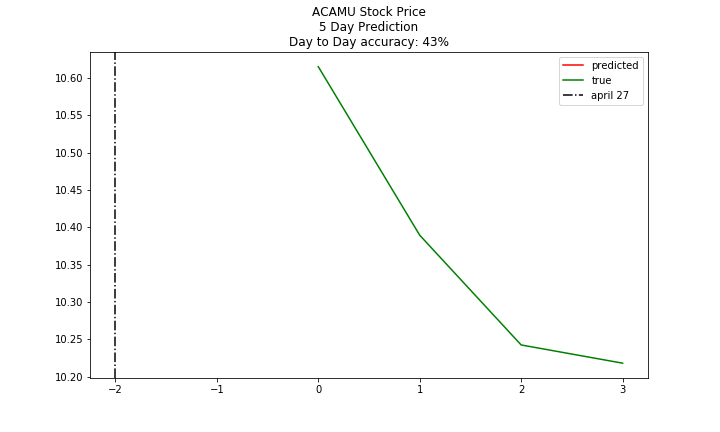 ACAMU Stock Price
5 Day Prediction
Day to Day accuracy: 43%
predicted
true
april 27
10.60
10.55
10.50
10.45
10.40
10.35
10.30
10.25
10.20
−2
−1
0
1
2
3